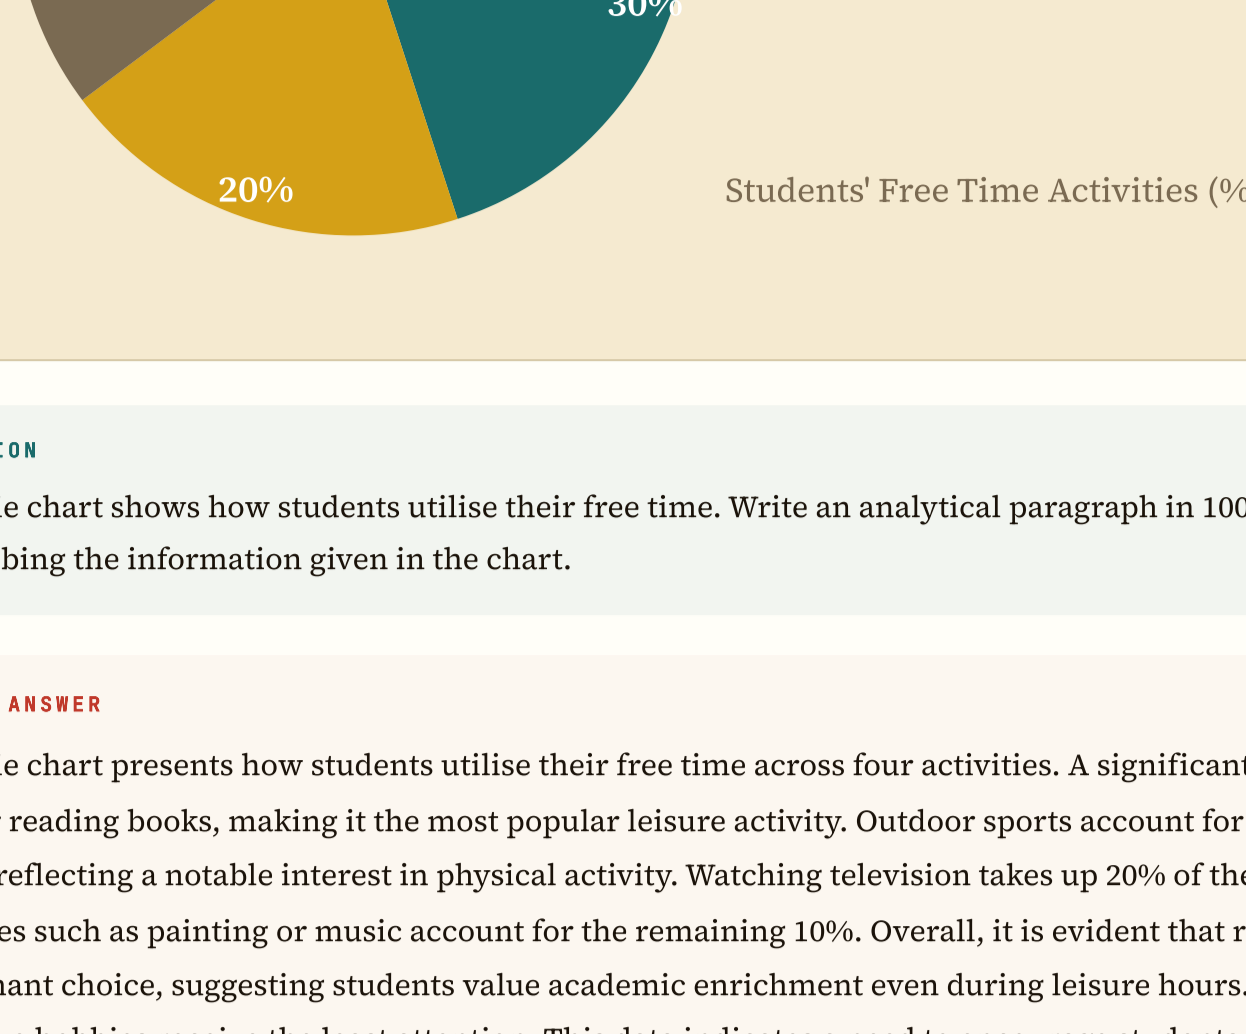 30%
20%
Students' Free Time Activities (%
chart shows how students utilise their free time. Write an analytical paragraph in 100
bing the information given in the chart.
ANSWER
chart presents how students utilise their free time across four activities. A significant
reading books, making it the most popular leisure activity. Outdoor sports account for
reflecting a notable interest in physical activity. Watching television takes up 20% of the
es such as painting or music account for the remaining 10%. Overall, it is evident that r
nant choice, suggesting students value academic enrichment even during leisure hours.